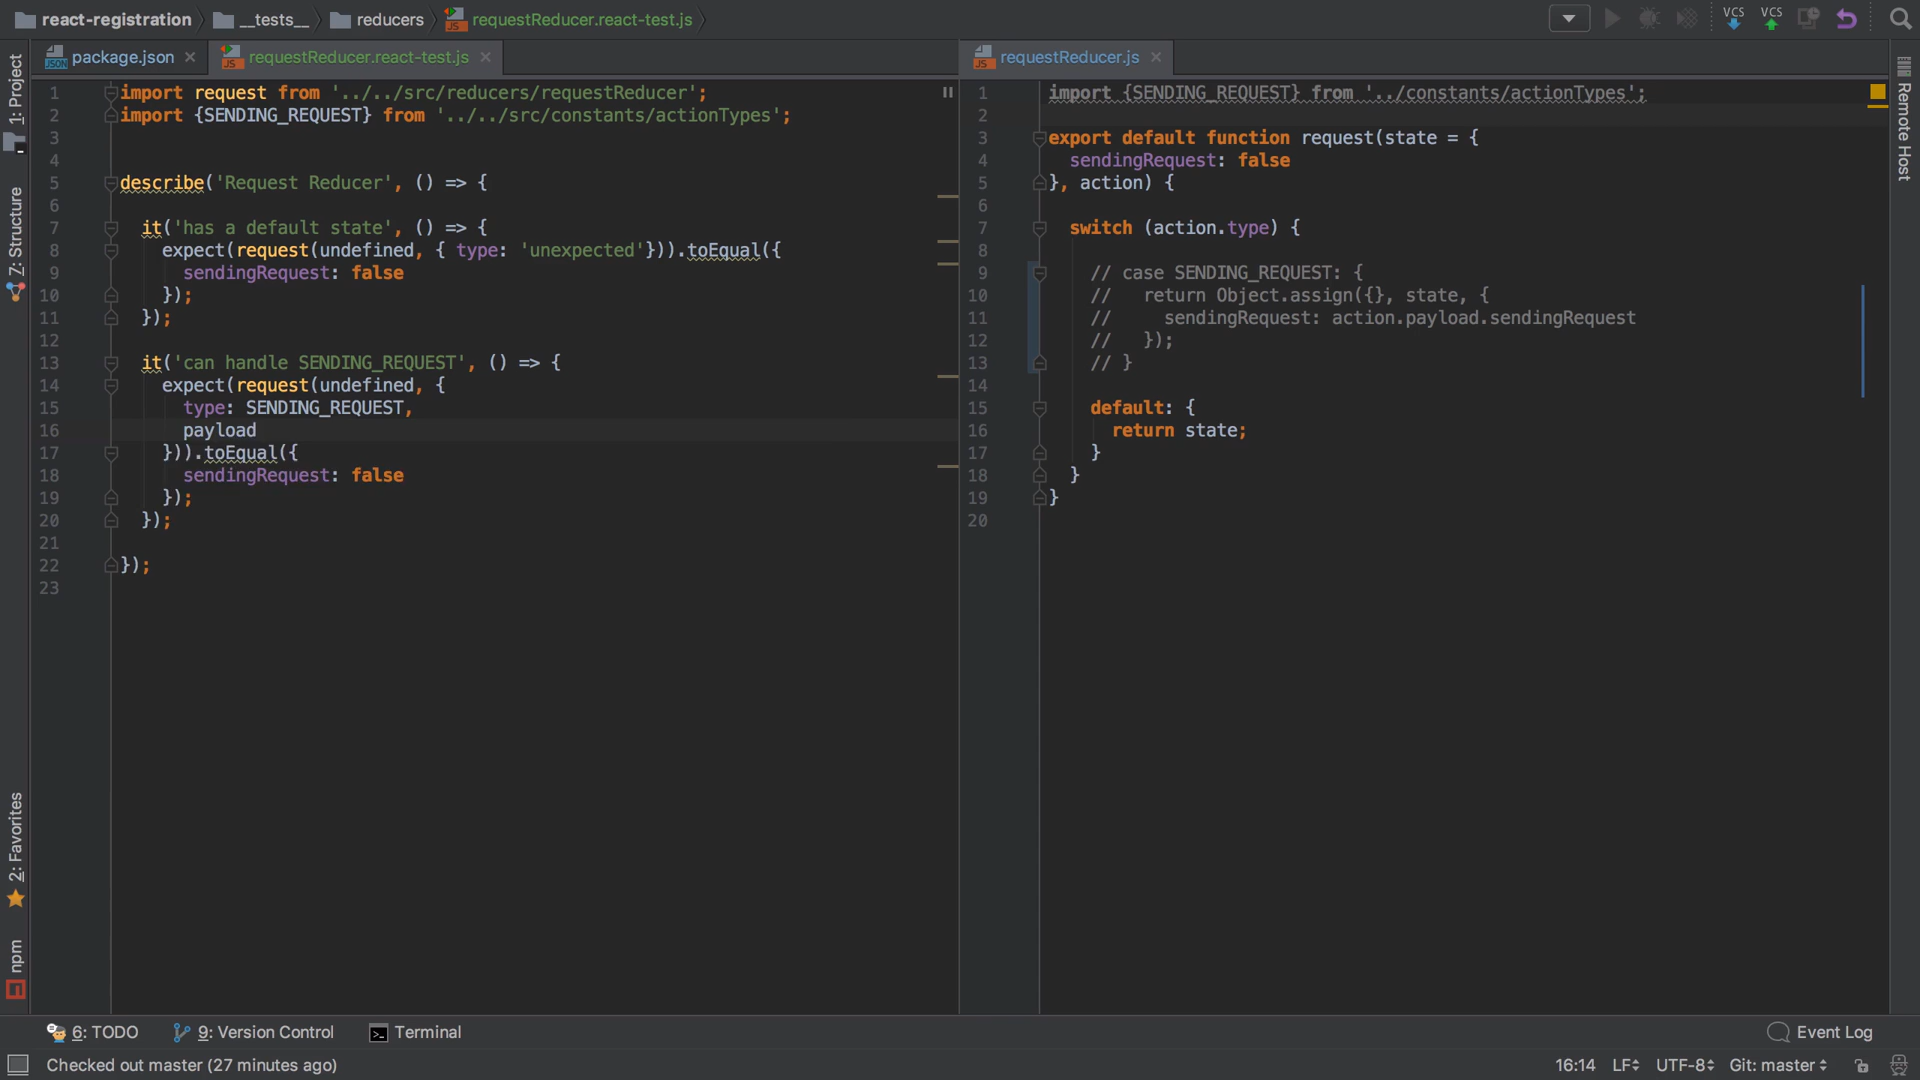 react-registration __tests__ reducers requestReducer.react-test.js
VCS VCS
package.json requestReducer.react-test.js
requestReducer.js
1: Project
7: Structure
2: Favorites
npm
Remote Host
1 import request from '../../src/reducers/requestReducer';
2 import {SENDING_REQUEST} from '../../src/constants/actionTypes';
3
4
5 describe('Request Reducer', () => {
6
7 it('has a default state', () => {
8 expect(request(undefined, { type: 'unexpected'})).toEqual({
9 sendingRequest: false
10 });
11 });
12
13 it('can handle SENDING_REQUEST', () => {
14 expect(request(undefined, {
15 type: SENDING_REQUEST,
16 payload
17 })).toEqual({
18 sendingRequest: false
19 });
20 });
21
22 });
23
1 import {SENDING_REQUEST} from '../constants/actionTypes';
2
3 export default function request(state = {
4 sendingRequest: false
5 }, action) {
6
7 switch (action.type) {
8
9 // case SENDING_REQUEST: {
10 // return Object.assign({}, state, {
11 // sendingRequest: action.payload.sendingRequest
12 // });
13 // }
14
15 default: {
16 return state;
17 }
18 }
19 }
20
6: TODO 9: Version Control Terminal Event Log
Checked out master (27 minutes ago) 16:14 LF UTF-8 Git: master